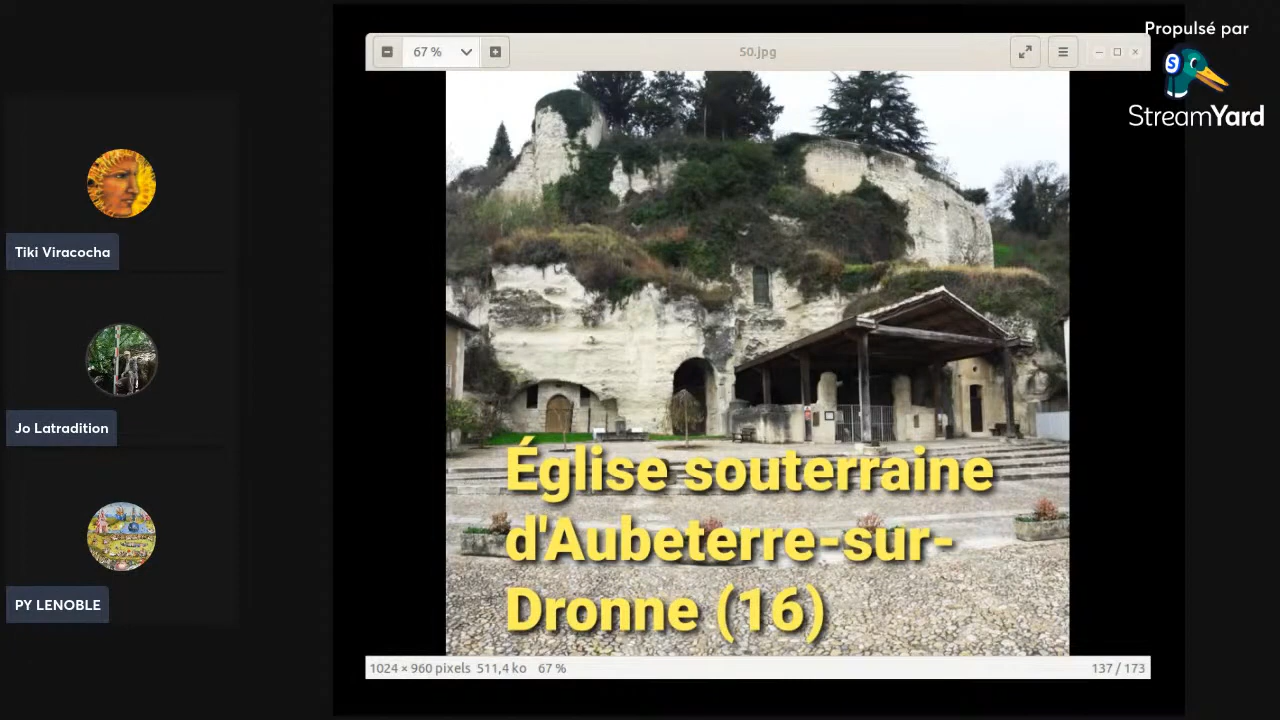 Propulsé par
StreamYard
67 %
S0.jpg
Tiki Viracocha
Jo Latradition
PY LENOBLE
Église souterraine
d'Aubeterre-sur-
Dronne (16)
1024 × 960 pixels 511,4 ko 67 %
137 / 173